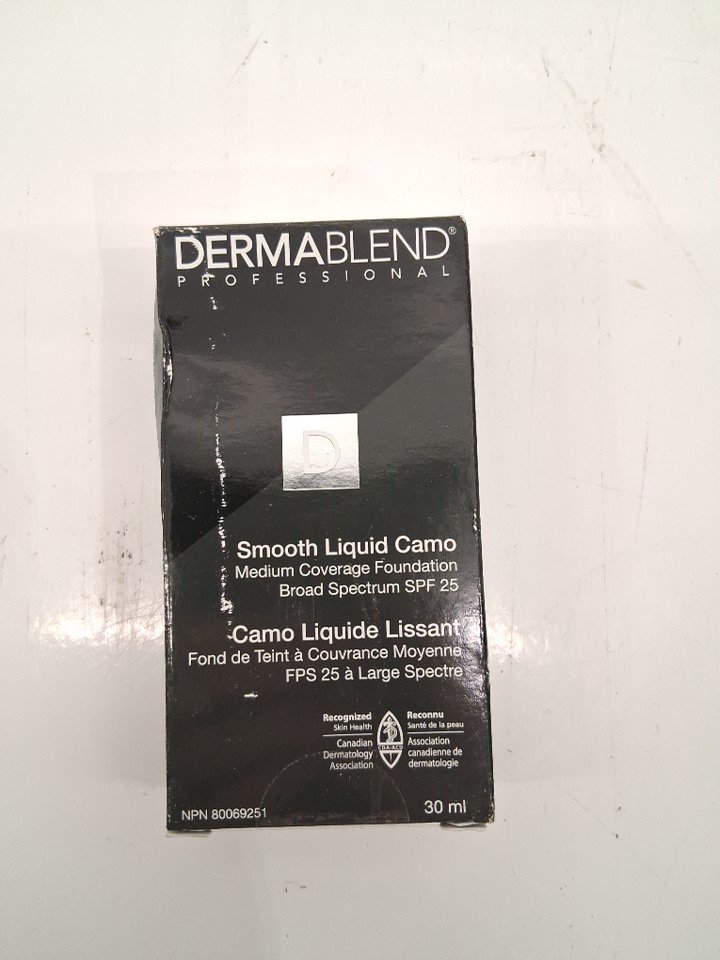 DERMABLEND®
PROFESSIONAL
D
Smooth Liquid Camo
Medium Coverage Foundation
Broad Spectrum SPF 25
Camo Liquide Lissant
Fond de Teint à Couvrance Moyenne
FPS 25 à Large Spectre
Recognized
Skin Health
Canadian
Dermatology
Association
CDA-ACD
Reconnu
Santé de la peau
Association
canadienne de
dermatologie
NPN 80069251
30 ml